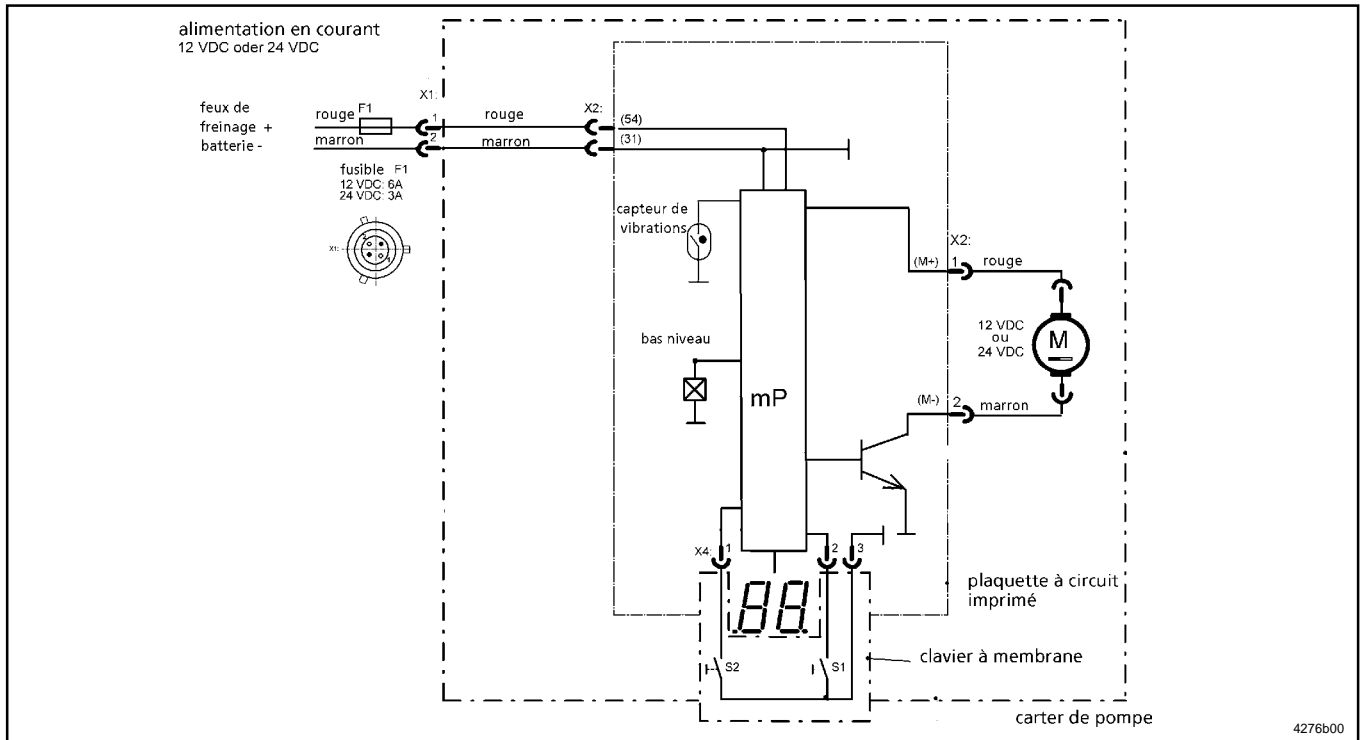 alimentation en courant
12 VDC oder 24 VDC
feux de
freinage +
batterie -
rouge
F1
marron
X1:
1
2
rouge
marron
X2:
(54)
(31)
fusible F1
12 VDC: 6A
24 VDC: 3A
X1:
2
1
capteur de
vibrations
bas niveau
mP
(M+)
X2:
1
rouge
12 VDC
ou
24 VDC
M
(M-)
2
marron
X4:
1
2
3
88
S2
S1
plaquette à circuit
imprimé
clavier à membrane
carter de pompe
4276b00